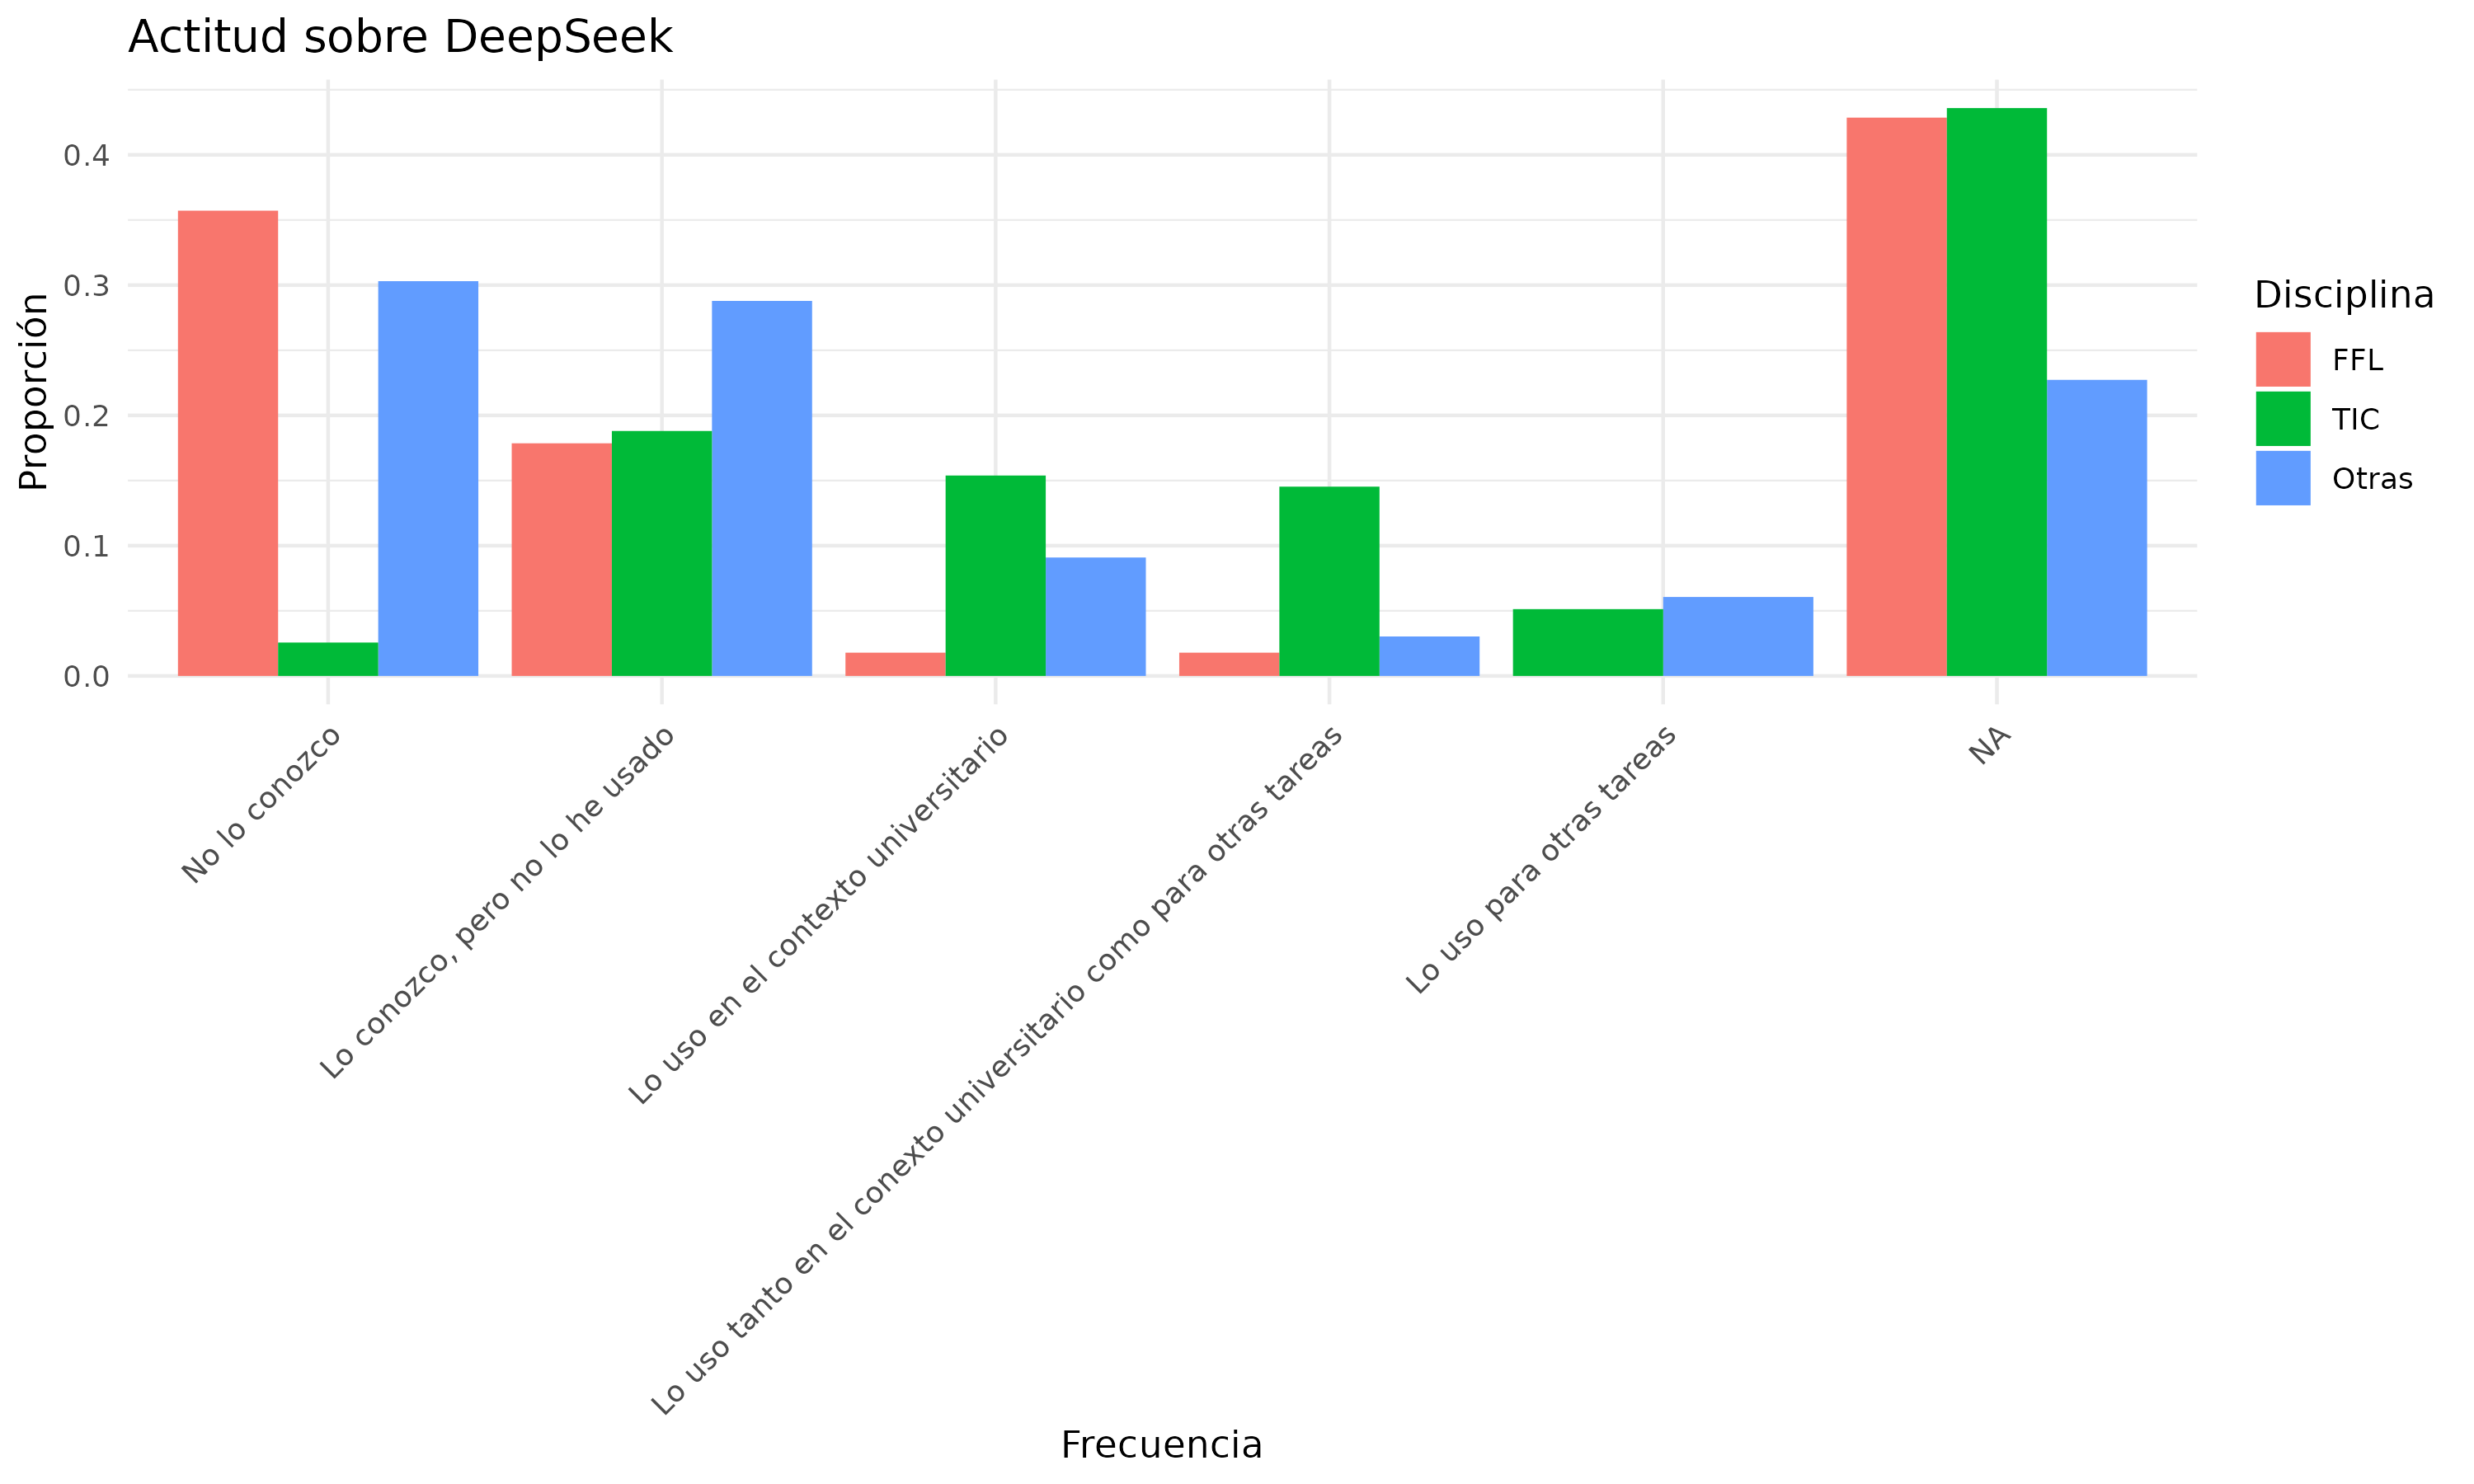 Actitud sobre DeepSeek
Proporción
0.4
0.3
0.2
0.1
0.0
No lo conozco
Lo conozco, pero no lo he usado
Lo uso en el contexto universitario
Lo uso tanto en el conexto universitario como para otras tareas
Lo uso para otras tareas
NA
Frecuencia
Disciplina
FFL
TIC
Otras